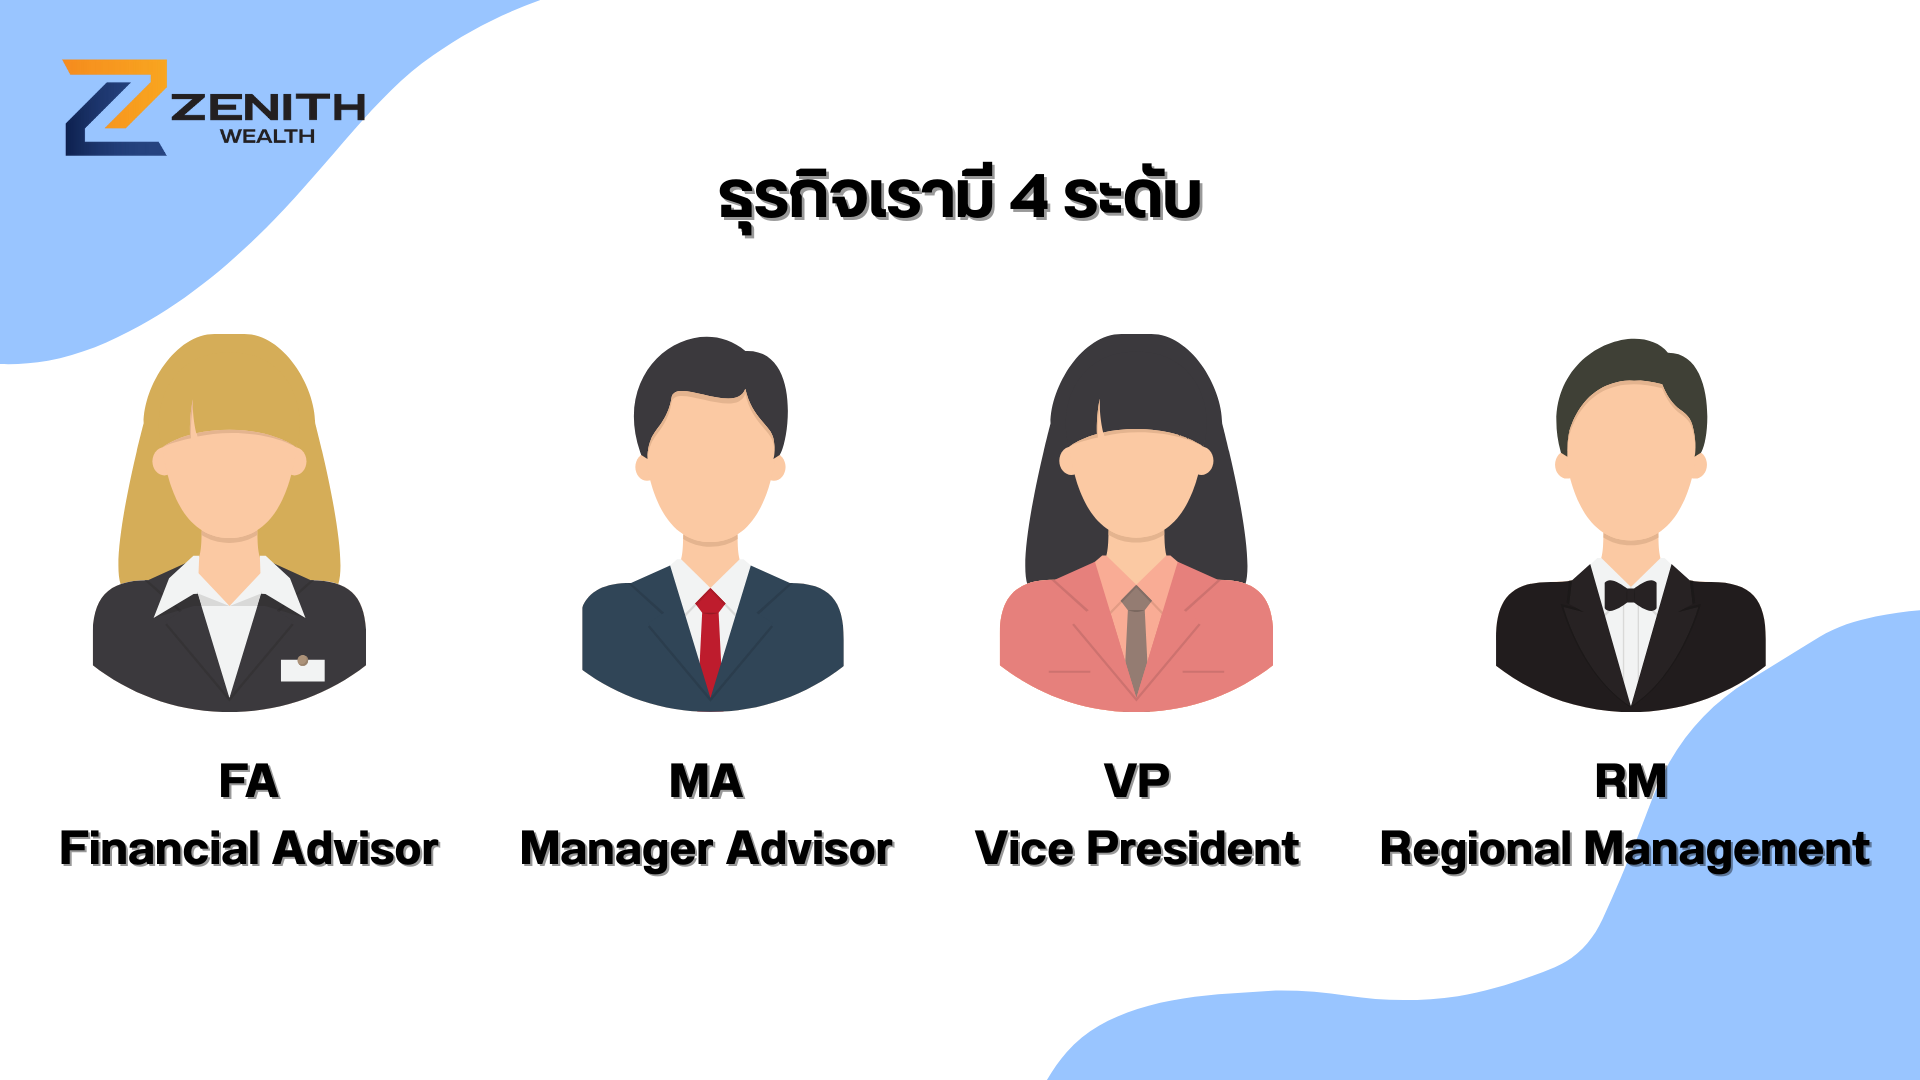 ZENITH
WEALTH
ธุรกิจเรามี 4 ระดับ
FA
Financial Advisor
MA
Manager Advisor
VP
Vice President
RM
Regional Management